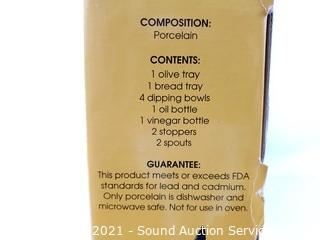 COMPOSITION:
Porcelain
CONTENTS:
1 olive tray
1 bread tray
4 dipping bowls
1 oil bottle
1 vinegar bottle
2 stoppers
2 spouts
GUARANTEE:
This product meets or exceeds FDA
standards for lead and cadmium.
Only porcelain is dishwasher and
microwave safe. Not for use in oven.
2021 - Sound Auction Service